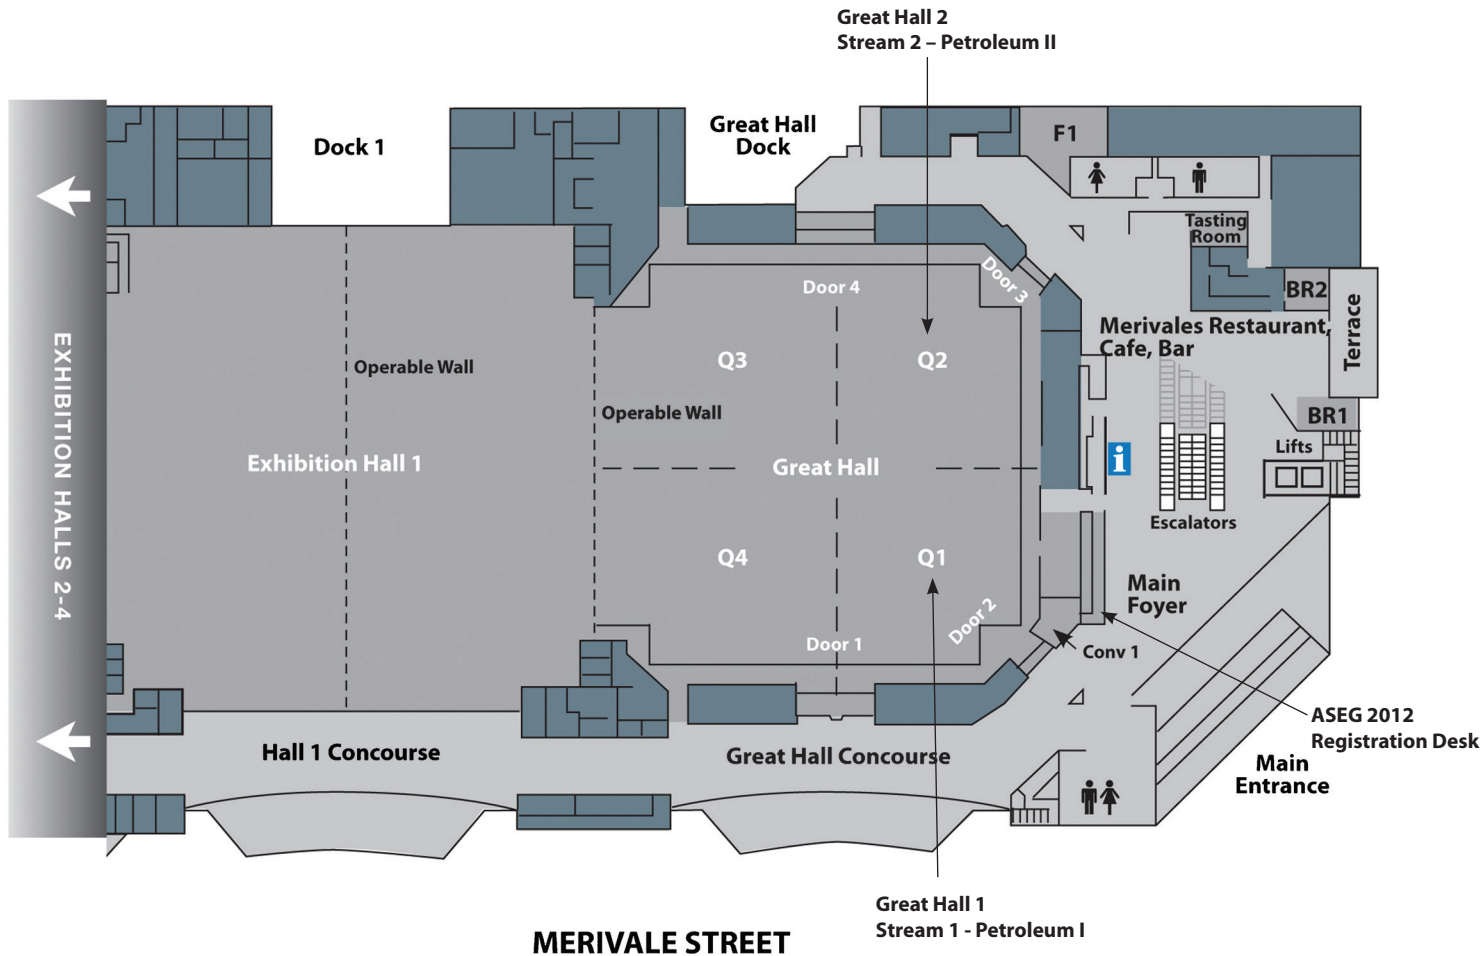 Great Hall 2
Stream 2 – Petroleum II
Dock 1
Great Hall
Dock
F1
Tasting
Room
Door 4
Door 3
BR2
Merivales Restaurant,
Cafe, Bar
Terrace
EXHIBITION HALLS 2-4
Operable Wall
Q3
Q2
Operable Wall
BR1
Lifts
Exhibition Hall 1
Great Hall
i
Escalators
Q4
Q1
Main
Foyer
Door 2
Door 1
Conv 1
ASEG 2012
Registration Desk
Hall 1 Concourse
Great Hall Concourse
Main
Entrance
Great Hall 1
Stream 1 - Petroleum I
MERIVALE STREET